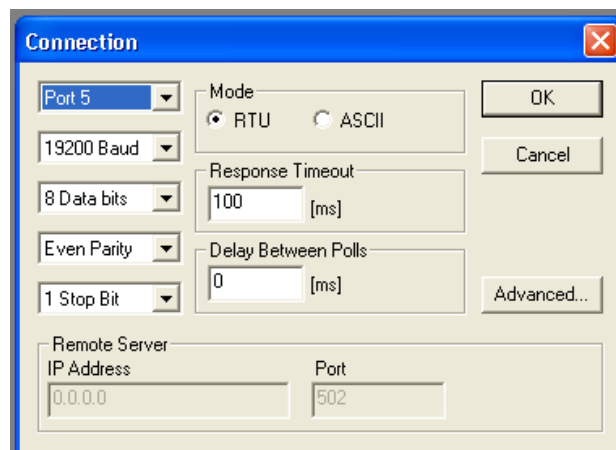 Connection
Port 5
19200 Baud
8 Data bits
Even Parity
1 Stop Bit
Mode
RTU ASCII
Response Timeout
100 [ms]
Delay Between Polls
0 [ms]
OK
Cancel
Advanced...
Remote Server
IP Address Port
0.0.0.0 502